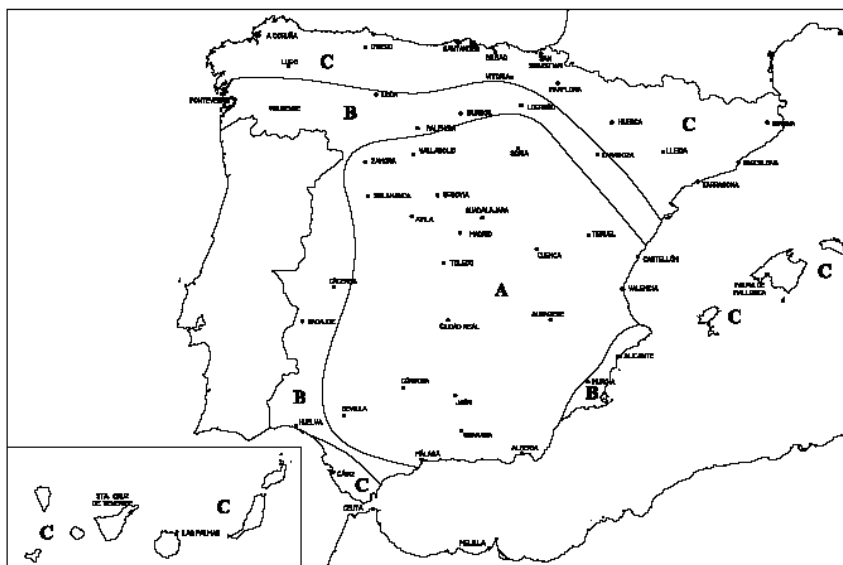 A CORUÑA
OVIEDO
SANTANDER
BILBAO
SAN
SEBASTIAN
LUGO
C
VITORIA
PAMPLONA
PONTEVEDRA
LEON
OURENSE
B
BURGOS
LOGROÑO
HUESCA
C
GIRONA
PALENCIA
ZAMORA
VALLADOLID
SORIA
ZARAGOZA
LLEIDA
BARCELONA
TARRAGONA
SALAMANCA
SEGOVIA
AVILA
GUADALAJARA
MADRID
TERUEL
TOLEDO
CUENCA
CASTELLÓN
C
CÁCERES
A
VALENCIA
PALMA DE
MALLORCA
C
BADAJOZ
CIUDAD REAL
ALBACETE
ALICANTE
CÓRDOBA
MURCIA
B
JAÉN
B
SEVILLA
HUELVA
GRANADA
MÁLAGA
ALMERIA
CÁDIZ
C
CEUTA
MELILLA
STA. CRUZ
DE TENERIFE
C
C
LAS PALMAS